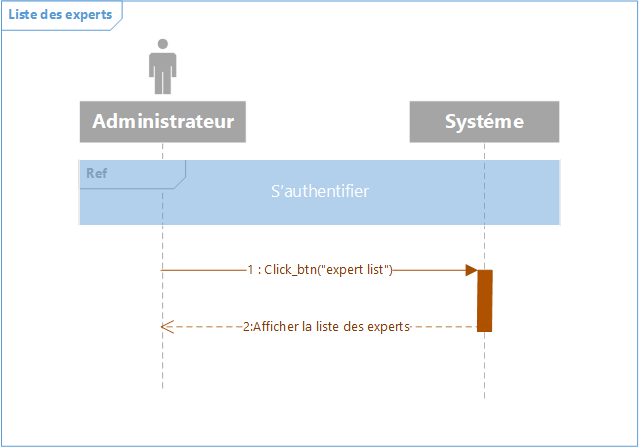 Liste des experts
Administrateur
Systéme
Ref
S'authentifier
1 : Click_btn("expert list")
2:Afficher la liste des experts